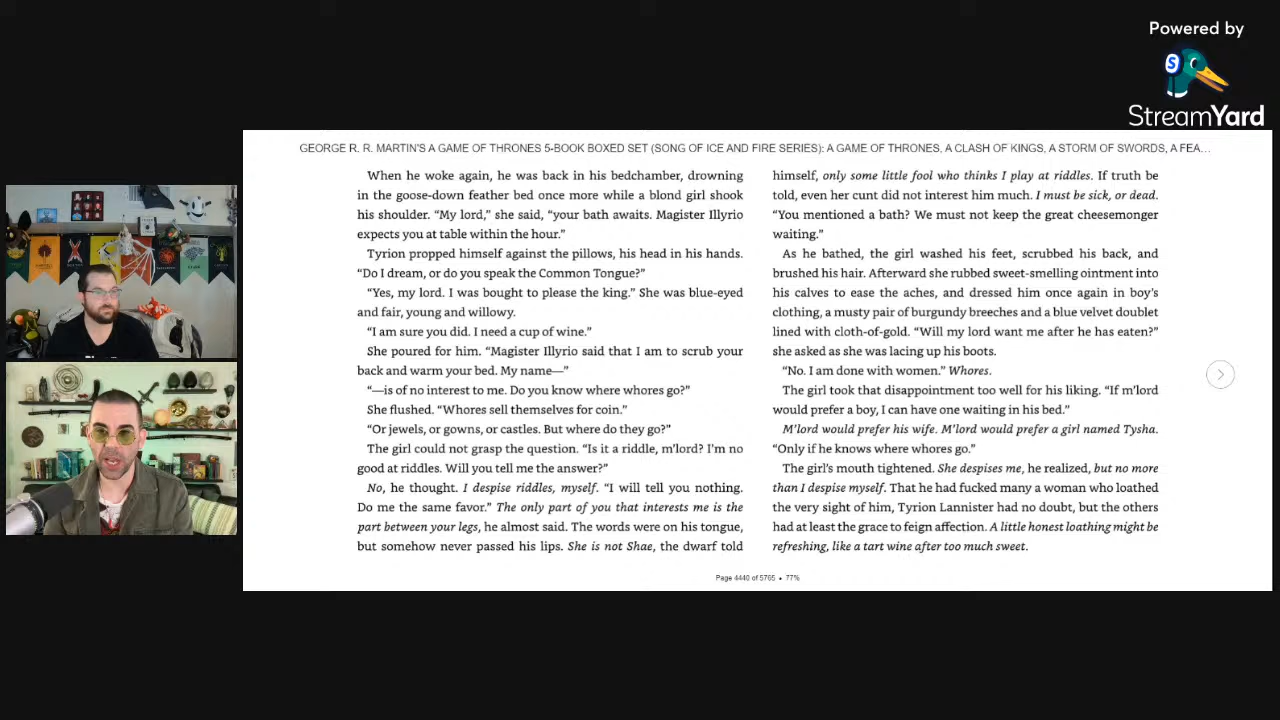 Powered by
S
StreamYard
GEORGE R. R. MARTIN'S A GAME OF THRONES 5-BOOK BOXED SET (SONG OF ICE AND FIRE SERIES): A GAME OF THRONES, A CLASH OF KINGS, A STORM OF SWORDS, A FEA...
When he woke again, he was back in his bedchamber, drowning
in the goose-down feather bed once more while a blond girl shook
his shoulder. “My lord,” she said, “your bath awaits. Magister Illyrio
expects you at table within the hour.”
Tyrion propped himself against the pillows, his head in his hands.
“Do I dream, or do you speak the Common Tongue?”
“Yes, my lord. I was bought to please the king.” She was blue-eyed
and fair, young and willowy.
“I am sure you did. I need a cup of wine.”
She poured for him. “Magister Illyrio said that I am to scrub your
back and warm your bed. My name—”
“—is of no interest to me. Do you know where whores go?”
She flushed. “Whores sell themselves for coin.”
“Or jewels, or gowns, or castles. But where do they go?”
The girl could not grasp the question. “Is it a riddle, m’lord? I’m no
good at riddles. Will you tell me the answer?”
No, he thought. I despise riddles, myself. “I will tell you nothing.
Do me the same favor.” The only part of you that interests me is the
part between your legs, he almost said. The words were on his tongue,
but somehow never passed his lips. She is not Shae, the dwarf told
himself, only some little fool who thinks I play at riddles. If truth be
told, even her cunt did not interest him much. I must be sick, or dead.
“You mentioned a bath? We must not keep the great cheesemonger
waiting.”
As he bathed, the girl washed his feet, scrubbed his back, and
brushed his hair. Afterward she rubbed sweet-smelling ointment into
his calves to ease the aches, and dressed him once again in boy’s
clothing, a musty pair of burgundy breeches and a blue velvet doublet
lined with cloth-of-gold. “Will my lord want me after he has eaten?”
she asked as she was lacing up his boots.
“No. I am done with women.” Whores.
The girl took that disappointment too well for his liking. “If m’lord
would prefer a boy, I can have one waiting in his bed.”
M’lord would prefer his wife. M’lord would prefer a girl named Tysha.
“Only if he knows where whores go.”
The girl’s mouth tightened. She despises me, he realized, but no more
than I despise myself. That he had fucked many a woman who loathed
the very sight of him, Tyrion Lannister had no doubt, but the others
had at least the grace to feign affection. A little honest loathing might be
refreshing, like a tart wine after too much sweet.
Page 4440 of 5765 • 77%